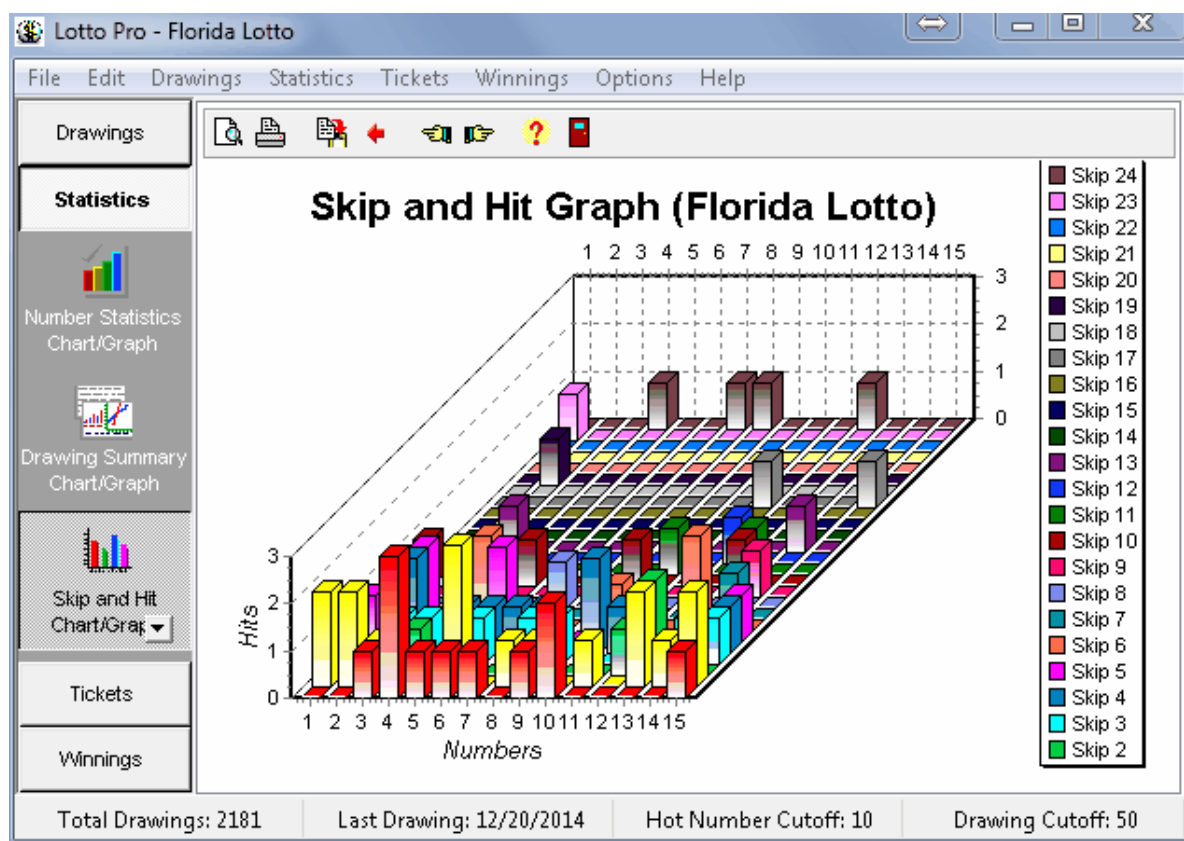 Lotto Pro - Florida Lotto
File Edit Drawings Statistics Tickets Winnings Options Help
Drawings
Statistics
Number Statistics
Chart/Graph
Drawing Summary
Chart/Graph
Skip and Hit
Chart/Grap
Tickets
Winnings
Skip and Hit Graph (Florida Lotto)
1 2 3 4 5 6 7 8 9 10 11 12 13 14 15
3
2
1
0
3
2
1
0
Hits
1 2 3 4 5 6 7 8 9 10 11 12 13 14 15
Numbers
Skip 24
Skip 23
Skip 22
Skip 21
Skip 20
Skip 19
Skip 18
Skip 17
Skip 16
Skip 15
Skip 14
Skip 13
Skip 12
Skip 11
Skip 10
Skip 9
Skip 8
Skip 7
Skip 6
Skip 5
Skip 4
Skip 3
Skip 2
Total Drawings: 2181 Last Drawing: 12/20/2014 Hot Number Cutoff: 10 Drawing Cutoff: 50